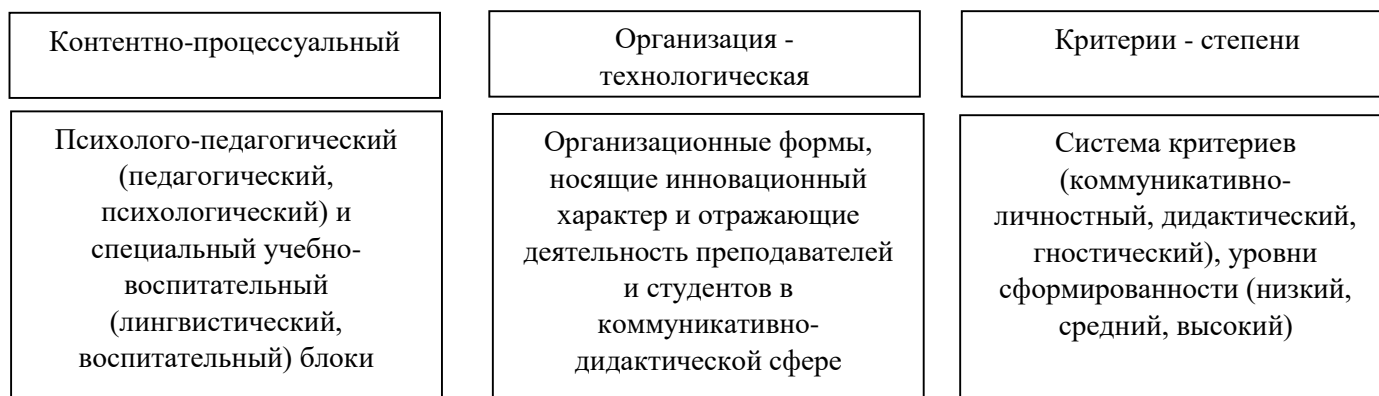 Контентно-процессуальный
Организация -
технологическая
Критерии - степени
Психолого-педагогический
(педагогический,
психологический) и
специальный учебно-
воспитательный
(лингвистический,
воспитательный) блоки
Организационные формы,
носящие инновационный
характер и отражающие
деятельность преподавателей
и студентов в
коммуникативно-
дидактической сфере
Система критериев
(коммуникативно-
личностный, дидактический,
гностический), уровни
сформированности (низкий,
средний, высокий)